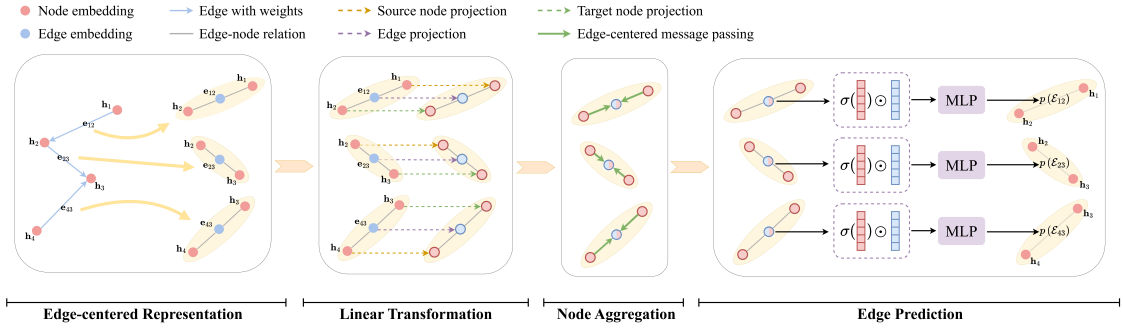 Node embedding
Edge with weights
Source node projection
Target node projection
Edge embedding
Edge-node relation
Edge projection
Edge-centered message passing
h₁
e₁₂
h₂
e₂₃
h₃
e₄₃
h₄
h₁
e₁₂
h₂
h₂
e₂₃
h₃
h₃
e₄₃
h₄
h₁
e₁₂
h₂
h₂
e₂₃
h₃
h₃
e₄₃
h₄
σ( ) ⊙
MLP
p(ℰ₁₂)
h₁
h₂
σ( ) ⊙
MLP
p(ℰ₂₃)
h₂
h₃
σ( ) ⊙
MLP
p(ℰ₄₃)
h₃
h₄
Edge-centered Representation
Linear Transformation
Node Aggregation
Edge Prediction